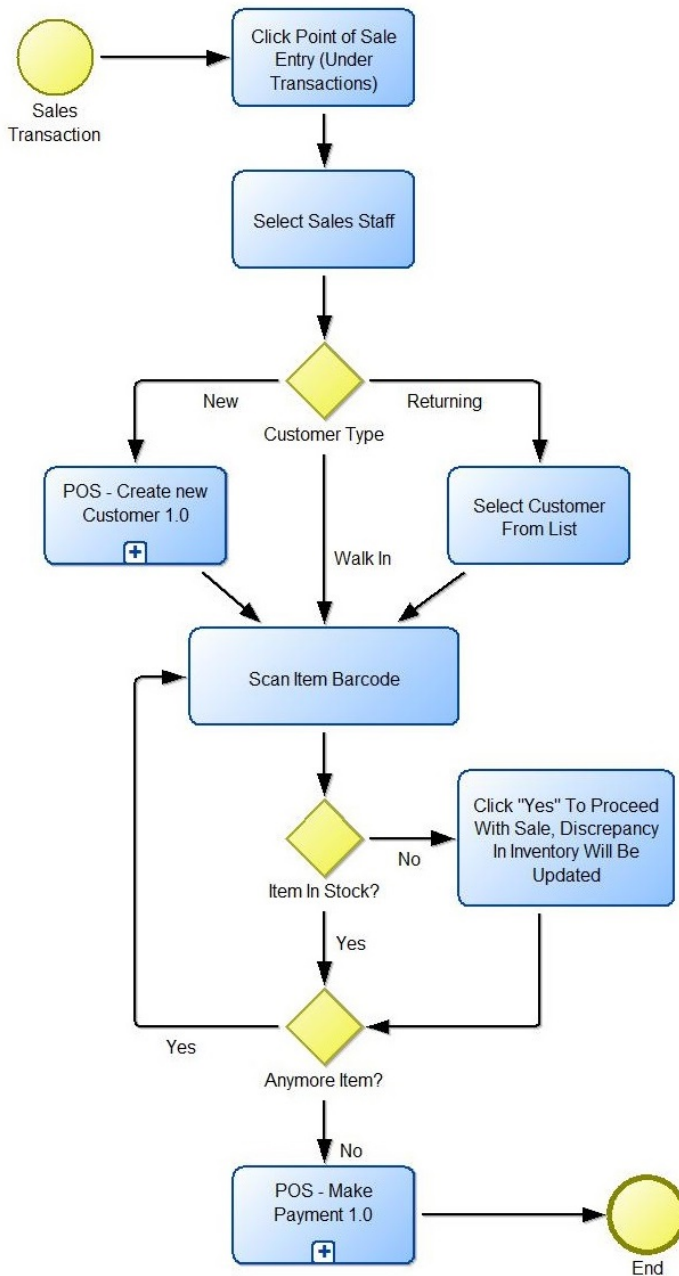 Click Point of Sale
Entry (Under
Transactions)
Sales
Transaction
Select Sales Staff
New
Returning
Customer Type
POS - Create new
Customer 1.0
Select Customer
From List
Walk In
Scan Item Barcode
Click "Yes" To Proceed
With Sale, Discrepancy
In Inventory Will Be
Updated
No
Item In Stock?
Yes
Yes
Anymore Item?
No
POS - Make
Payment 1.0
End